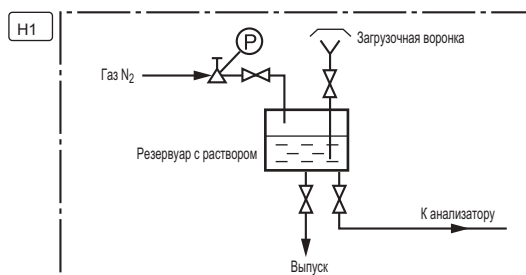 H1
P
Загрузочная воронка
Газ N₂
Резервуар с раствором
К анализатору
Выпуск